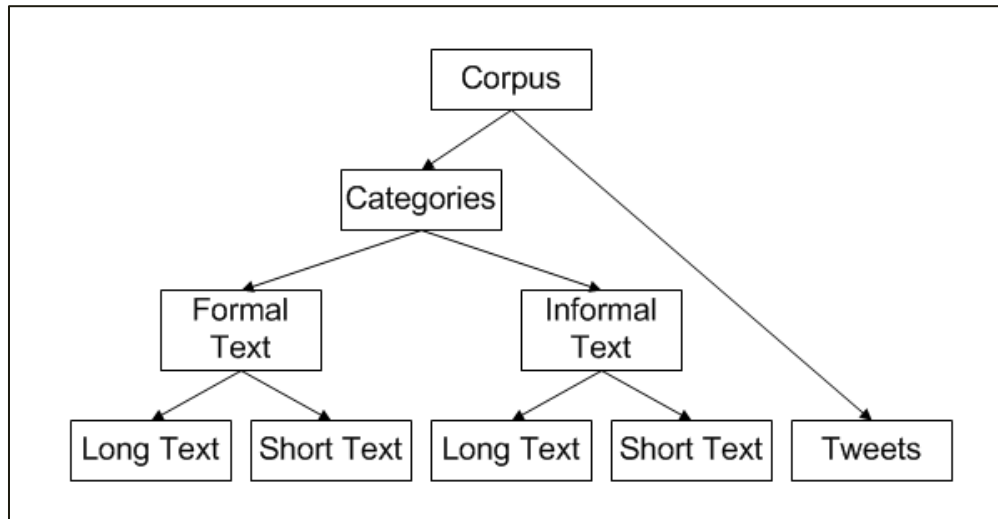 Corpus
Categories
Formal
Text
Informal
Text
Long Text
Short Text
Long Text
Short Text
Tweets